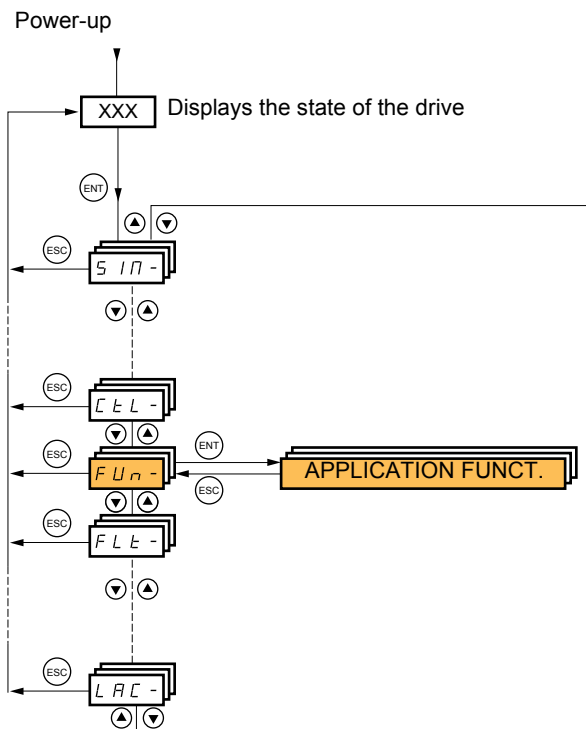 Power-up
XXX Displays the state of the drive
ENT
ESC
SIM-
ESC
CtL-
ESC
ENT
FUn- APPLICATION FUNCT.
ESC
ESC
FLt-
ESC
LAC-